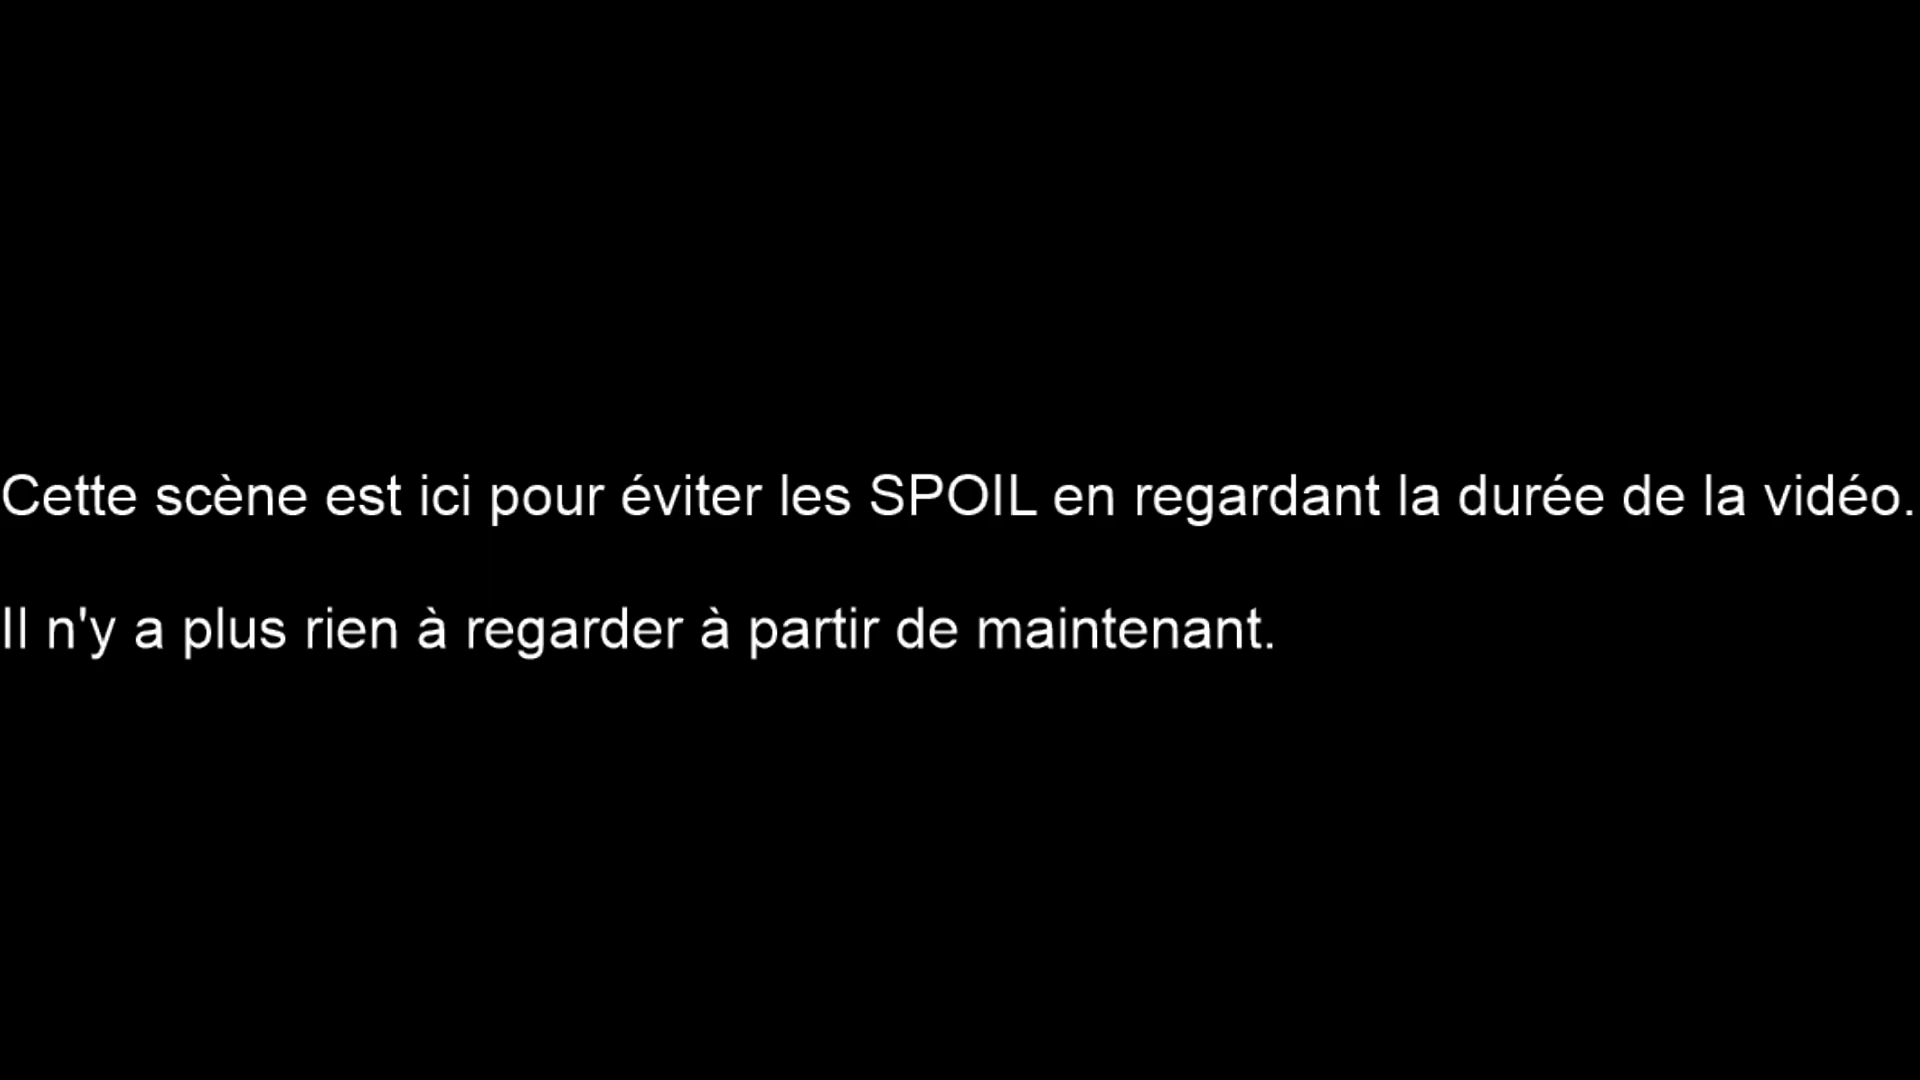 Cette scène est ici pour éviter les SPOIL en regardant la durée de la vidéo.
Il n'y a plus rien à regarder à partir de maintenant.